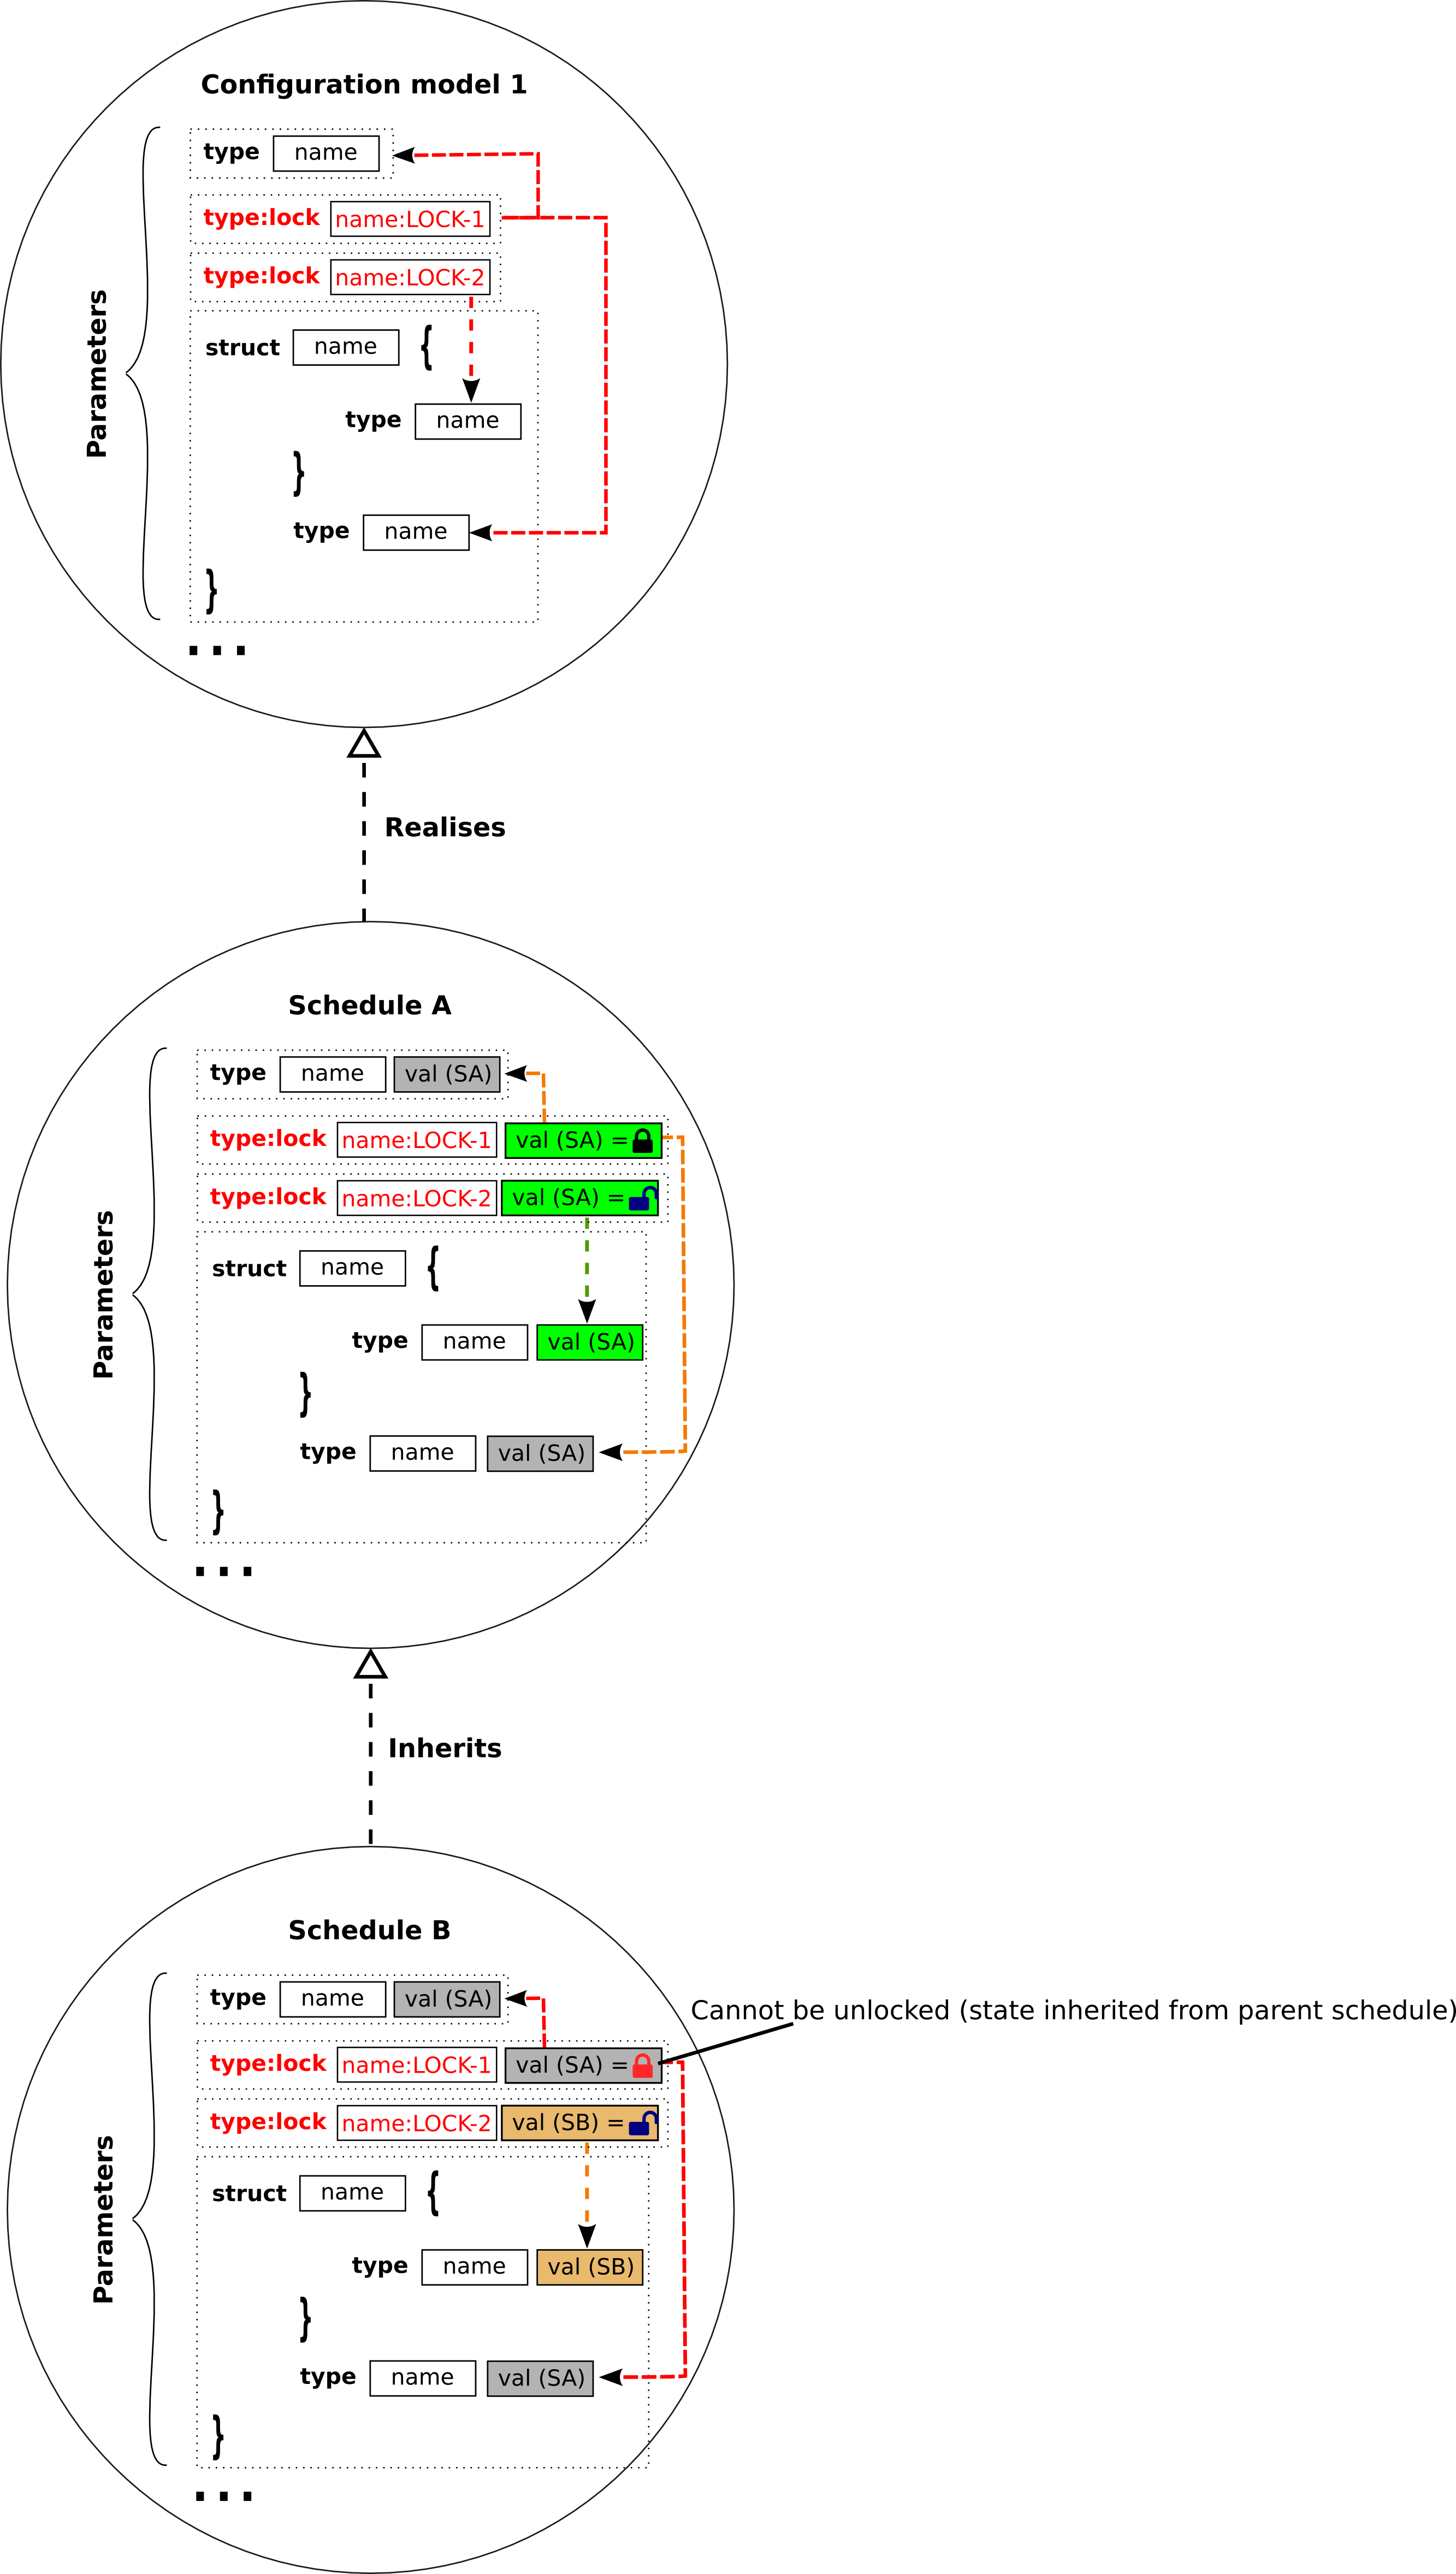 Configuration model 1
Parameters
type name
type:lock name:LOCK-1
type:lock name:LOCK-2
struct name {
type name
}
type name
}
...
Realises
Schedule A
Parameters
type name val (SA)
type:lock name:LOCK-1 val (SA) =
type:lock name:LOCK-2 val (SA) =
struct name {
type name val (SA)
}
type name val (SA)
}
...
Inherits
Schedule B
Parameters
type name val (SA)
Cannot be unlocked (state inherited from parent schedule)
type:lock name:LOCK-1 val (SA) =
type:lock name:LOCK-2 val (SB) =
struct name {
type name val (SB)
}
type name val (SA)
}
...